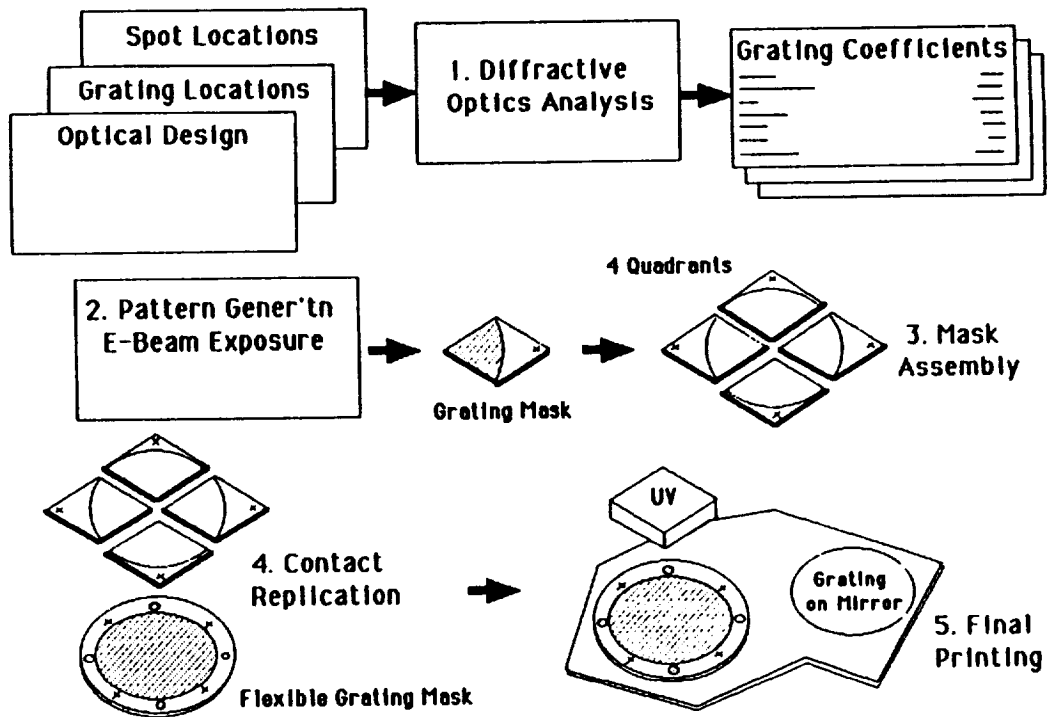 Spot Locations
Grating Locations
Optical Design
1. Diffractive
Optics Analysis
Grating Coefficients
2. Pattern Gener'tn
E-Beam Exposure
Grating Mask
4 Quadrants
3. Mask
Assembly
4. Contact
Replication
Flexible Grating Mask
UV
Grating
on Mirror
5. Final
Printing